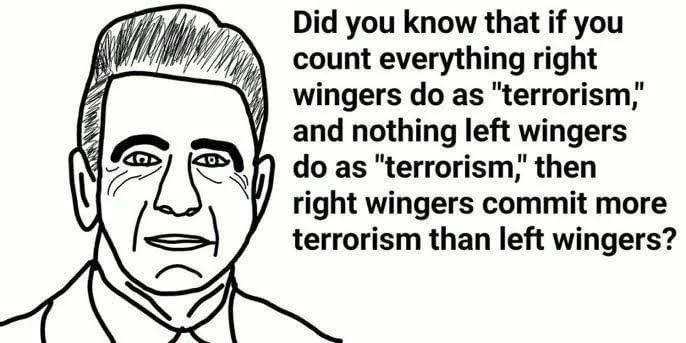 Did you know that if you
count everything right
wingers do as "terrorism,"
and nothing left wingers
do as "terrorism," then
right wingers commit more
terrorism than left wingers?